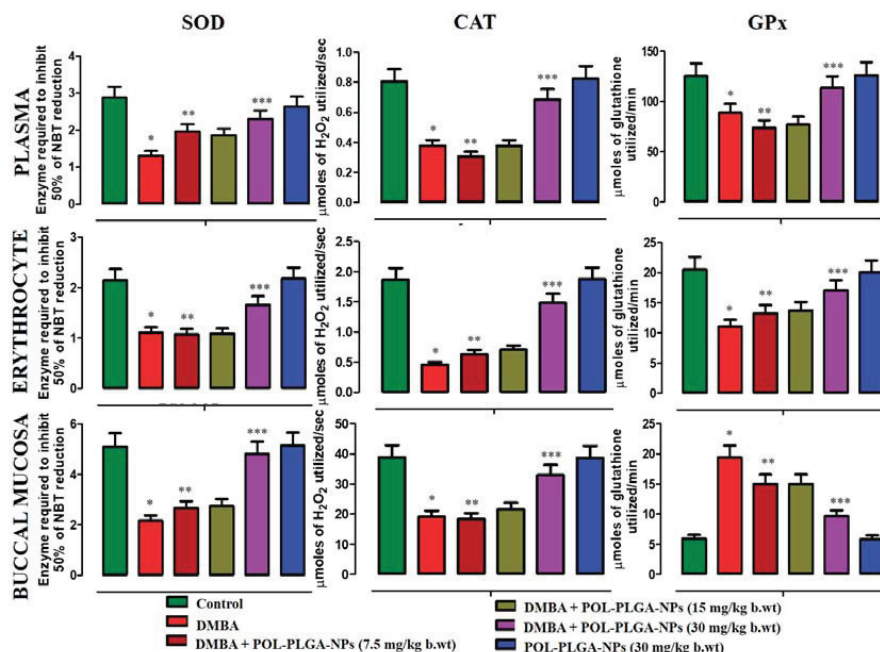 SOD CAT GPx
PLASMA
Enzyme required to inhibit
50% of NBT reduction
4
3
2
1
0
*
**
***
μmoles of H2O2 utilized/sec
1.0
0.8
0.6
0.4
0.2
0.0
*
**
***
μmoles of glutathione
utilized/min
150
100
50
0
*
**
***
ERYTHROCYTE
Enzyme required to inhibit
50% of NBT reduction
3
2
1
0
*
**
***
μmoles of H2O2 utilized/sec
2.5
2.0
1.5
1.0
0.5
0.0
*
**
***
μmoles of glutathione
utilized/min
25
20
15
10
5
0
*
**
***
BUCCAL MUCOSA
Enzyme required to inhibit
50% of NBT reduction
6
4
2
0
*
**
***
μmoles of H2O2 utilized/sec
50
40
30
20
10
0
*
**
***
μmoles of glutathione
utilized/min
25
20
15
10
5
0
*
**
***
Control
DMBA
DMBA + POL-PLGA-NPs (7.5 mg/kg b.wt)
DMBA + POL-PLGA-NPs (15 mg/kg b.wt)
DMBA + POL-PLGA-NPs (30 mg/kg b.wt)
POL-PLGA-NPs (30 mg/kg b.wt)